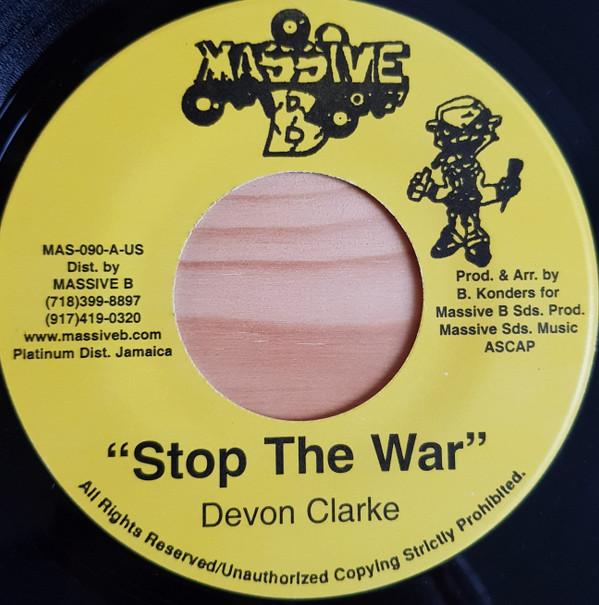 MASSIVE
B
MAS-090-A-US
Dist. by
MASSIVE B
(718)399-8897
(917)419-0320
www.massiveb.com
Platinum Dist. Jamaica
Prod. & Arr. by
B. Konders for
Massive B Sds. Prod.
Massive Sds. Music
ASCAP
“Stop The War”
Devon Clarke
All Rights Reserved/Unauthorized Copying Strictly Prohibited.